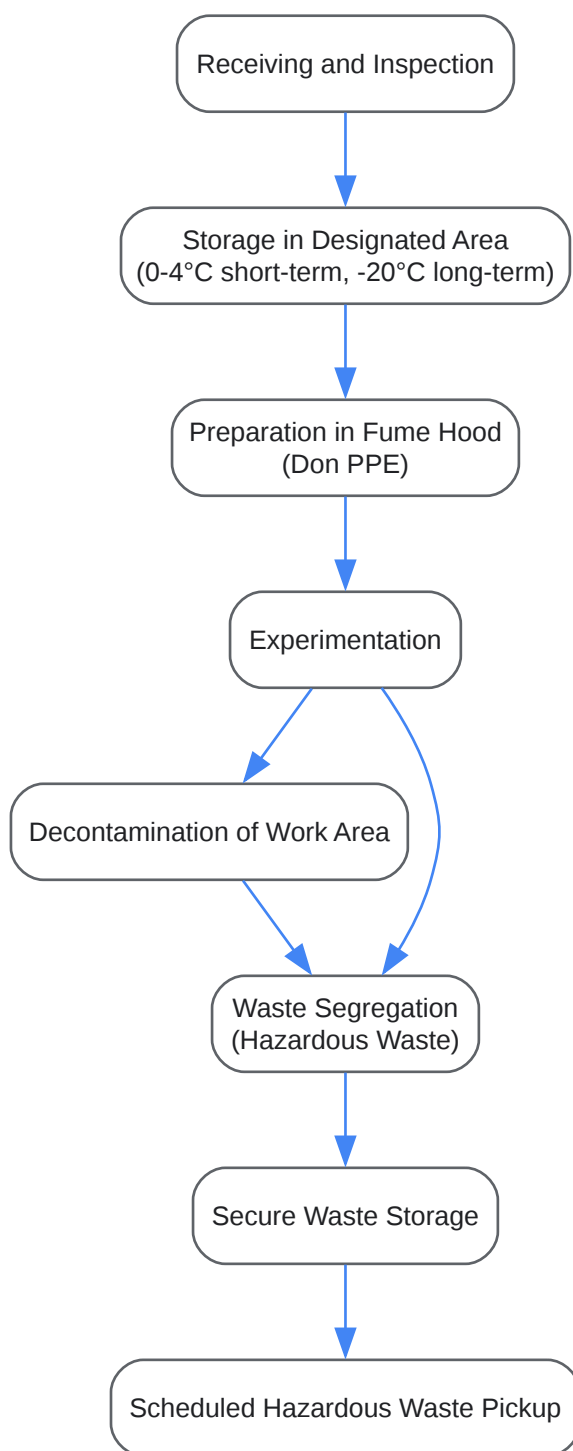 Receiving and Inspection
Storage in Designated Area
(0-4°C short-term, -20°C long-term)
Preparation in Fume Hood
(Don PPE)
Experimentation
Decontamination of Work Area
Waste Segregation
(Hazardous Waste)
Secure Waste Storage
Scheduled Hazardous Waste Pickup